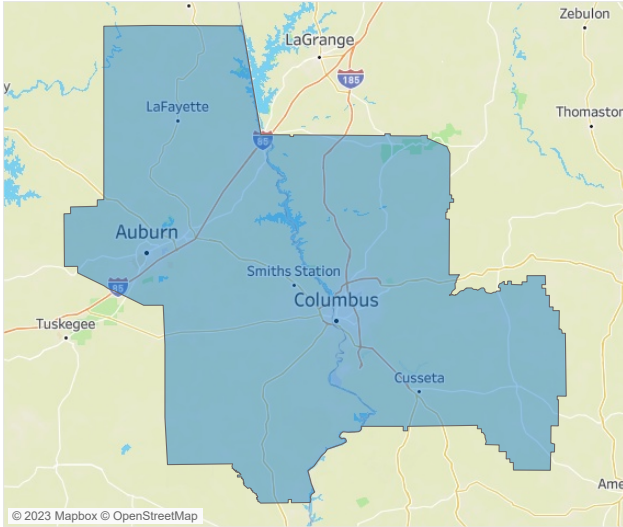 Zebulon
LaGrange
185
y
LaFayette
Thomaston
85
Auburn
Smiths Station
85
Columbus
Tuskegee
Cusseta
Ame
© 2023 Mapbox © OpenStreetMap